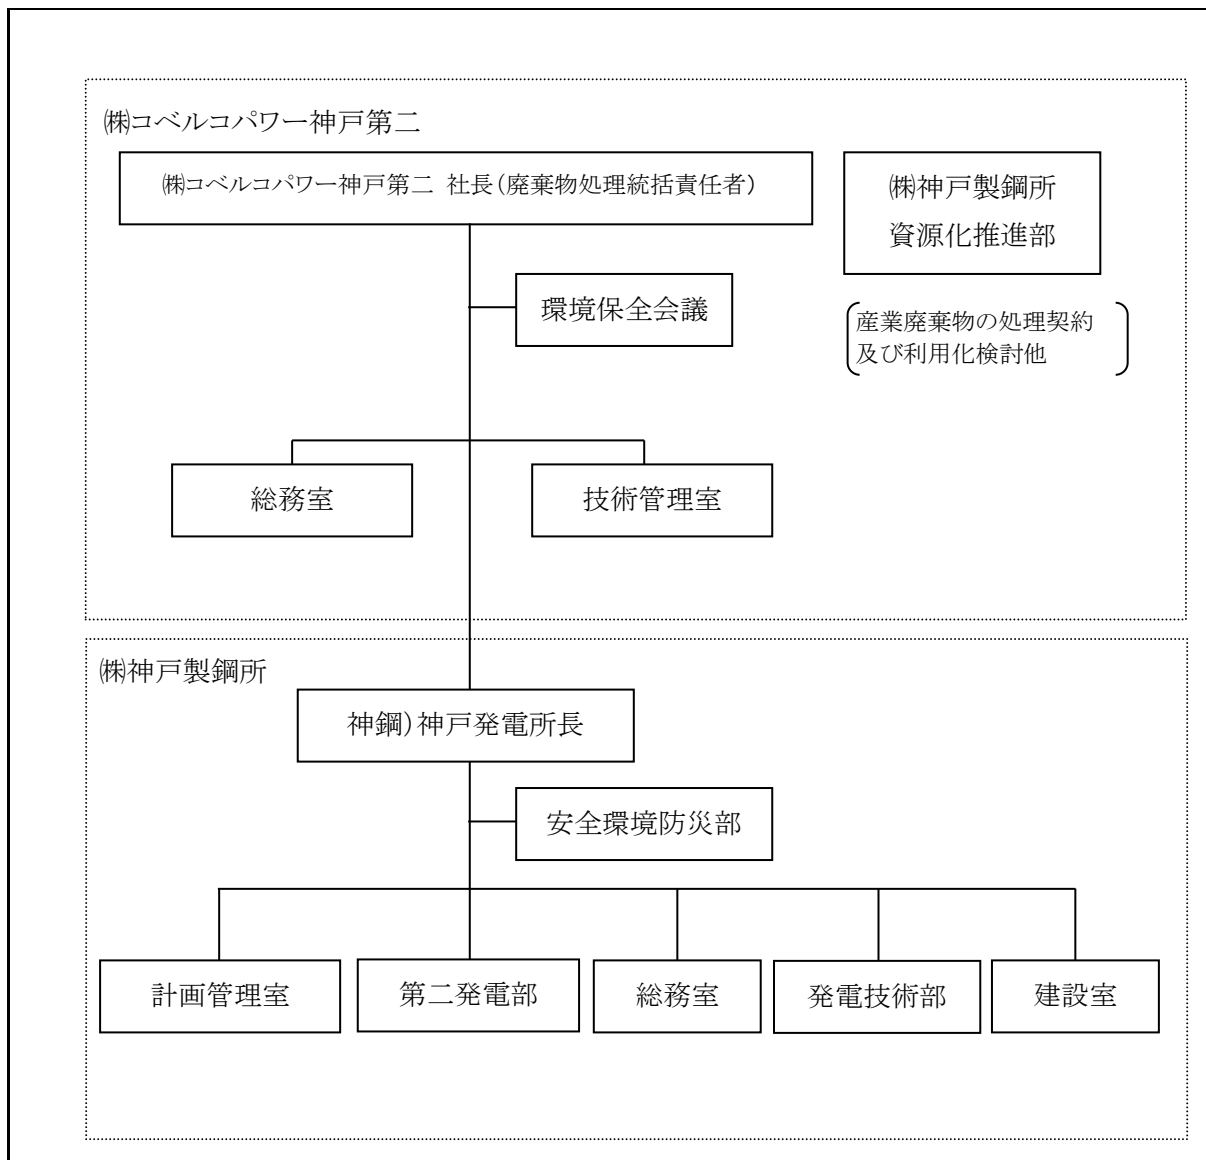 ㈱コベルコパワー神戸第二
㈱コベルコパワー神戸第二 社長(廃棄物処理統括責任者)
㈱神戸製鋼所
資源化推進部
環境保全会議
産業廃棄物の処理契約
及び利用化検討他
総務室
技術管理室
㈱神戸製鋼所
神鋼)神戸発電所長
安全環境防災部
計画管理室
第二発電部
総務室
発電技術部
建設室